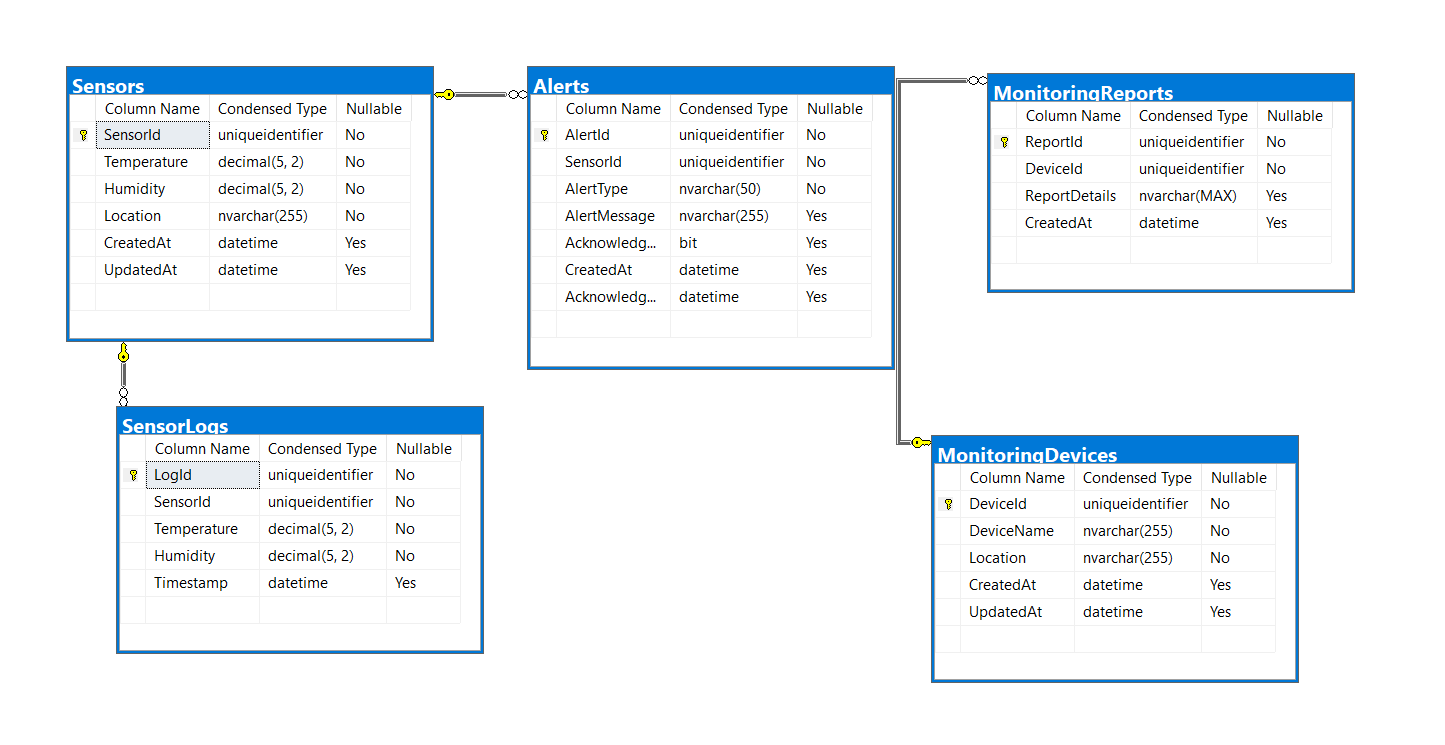 Sensors
Column Name Condensed Type Nullable
SensorId uniqueidentifier No
Temperature decimal(5, 2) No
Humidity decimal(5, 2) No
Location nvarchar(255) No
CreatedAt datetime Yes
UpdatedAt datetime Yes
Alerts
Column Name Condensed Type Nullable
AlertId uniqueidentifier No
SensorId uniqueidentifier No
AlertType nvarchar(50) No
AlertMessage nvarchar(255) Yes
Acknowledg... bit Yes
CreatedAt datetime Yes
Acknowledg... datetime Yes
MonitoringReports
Column Name Condensed Type Nullable
ReportId uniqueidentifier No
DeviceId uniqueidentifier No
ReportDetails nvarchar(MAX) Yes
CreatedAt datetime Yes
SensorLogs
Column Name Condensed Type Nullable
LogId uniqueidentifier No
SensorId uniqueidentifier No
Temperature decimal(5, 2) No
Humidity decimal(5, 2) No
Timestamp datetime Yes
MonitoringDevices
Column Name Condensed Type Nullable
DeviceId uniqueidentifier No
DeviceName nvarchar(255) No
Location nvarchar(255) No
CreatedAt datetime Yes
UpdatedAt datetime Yes